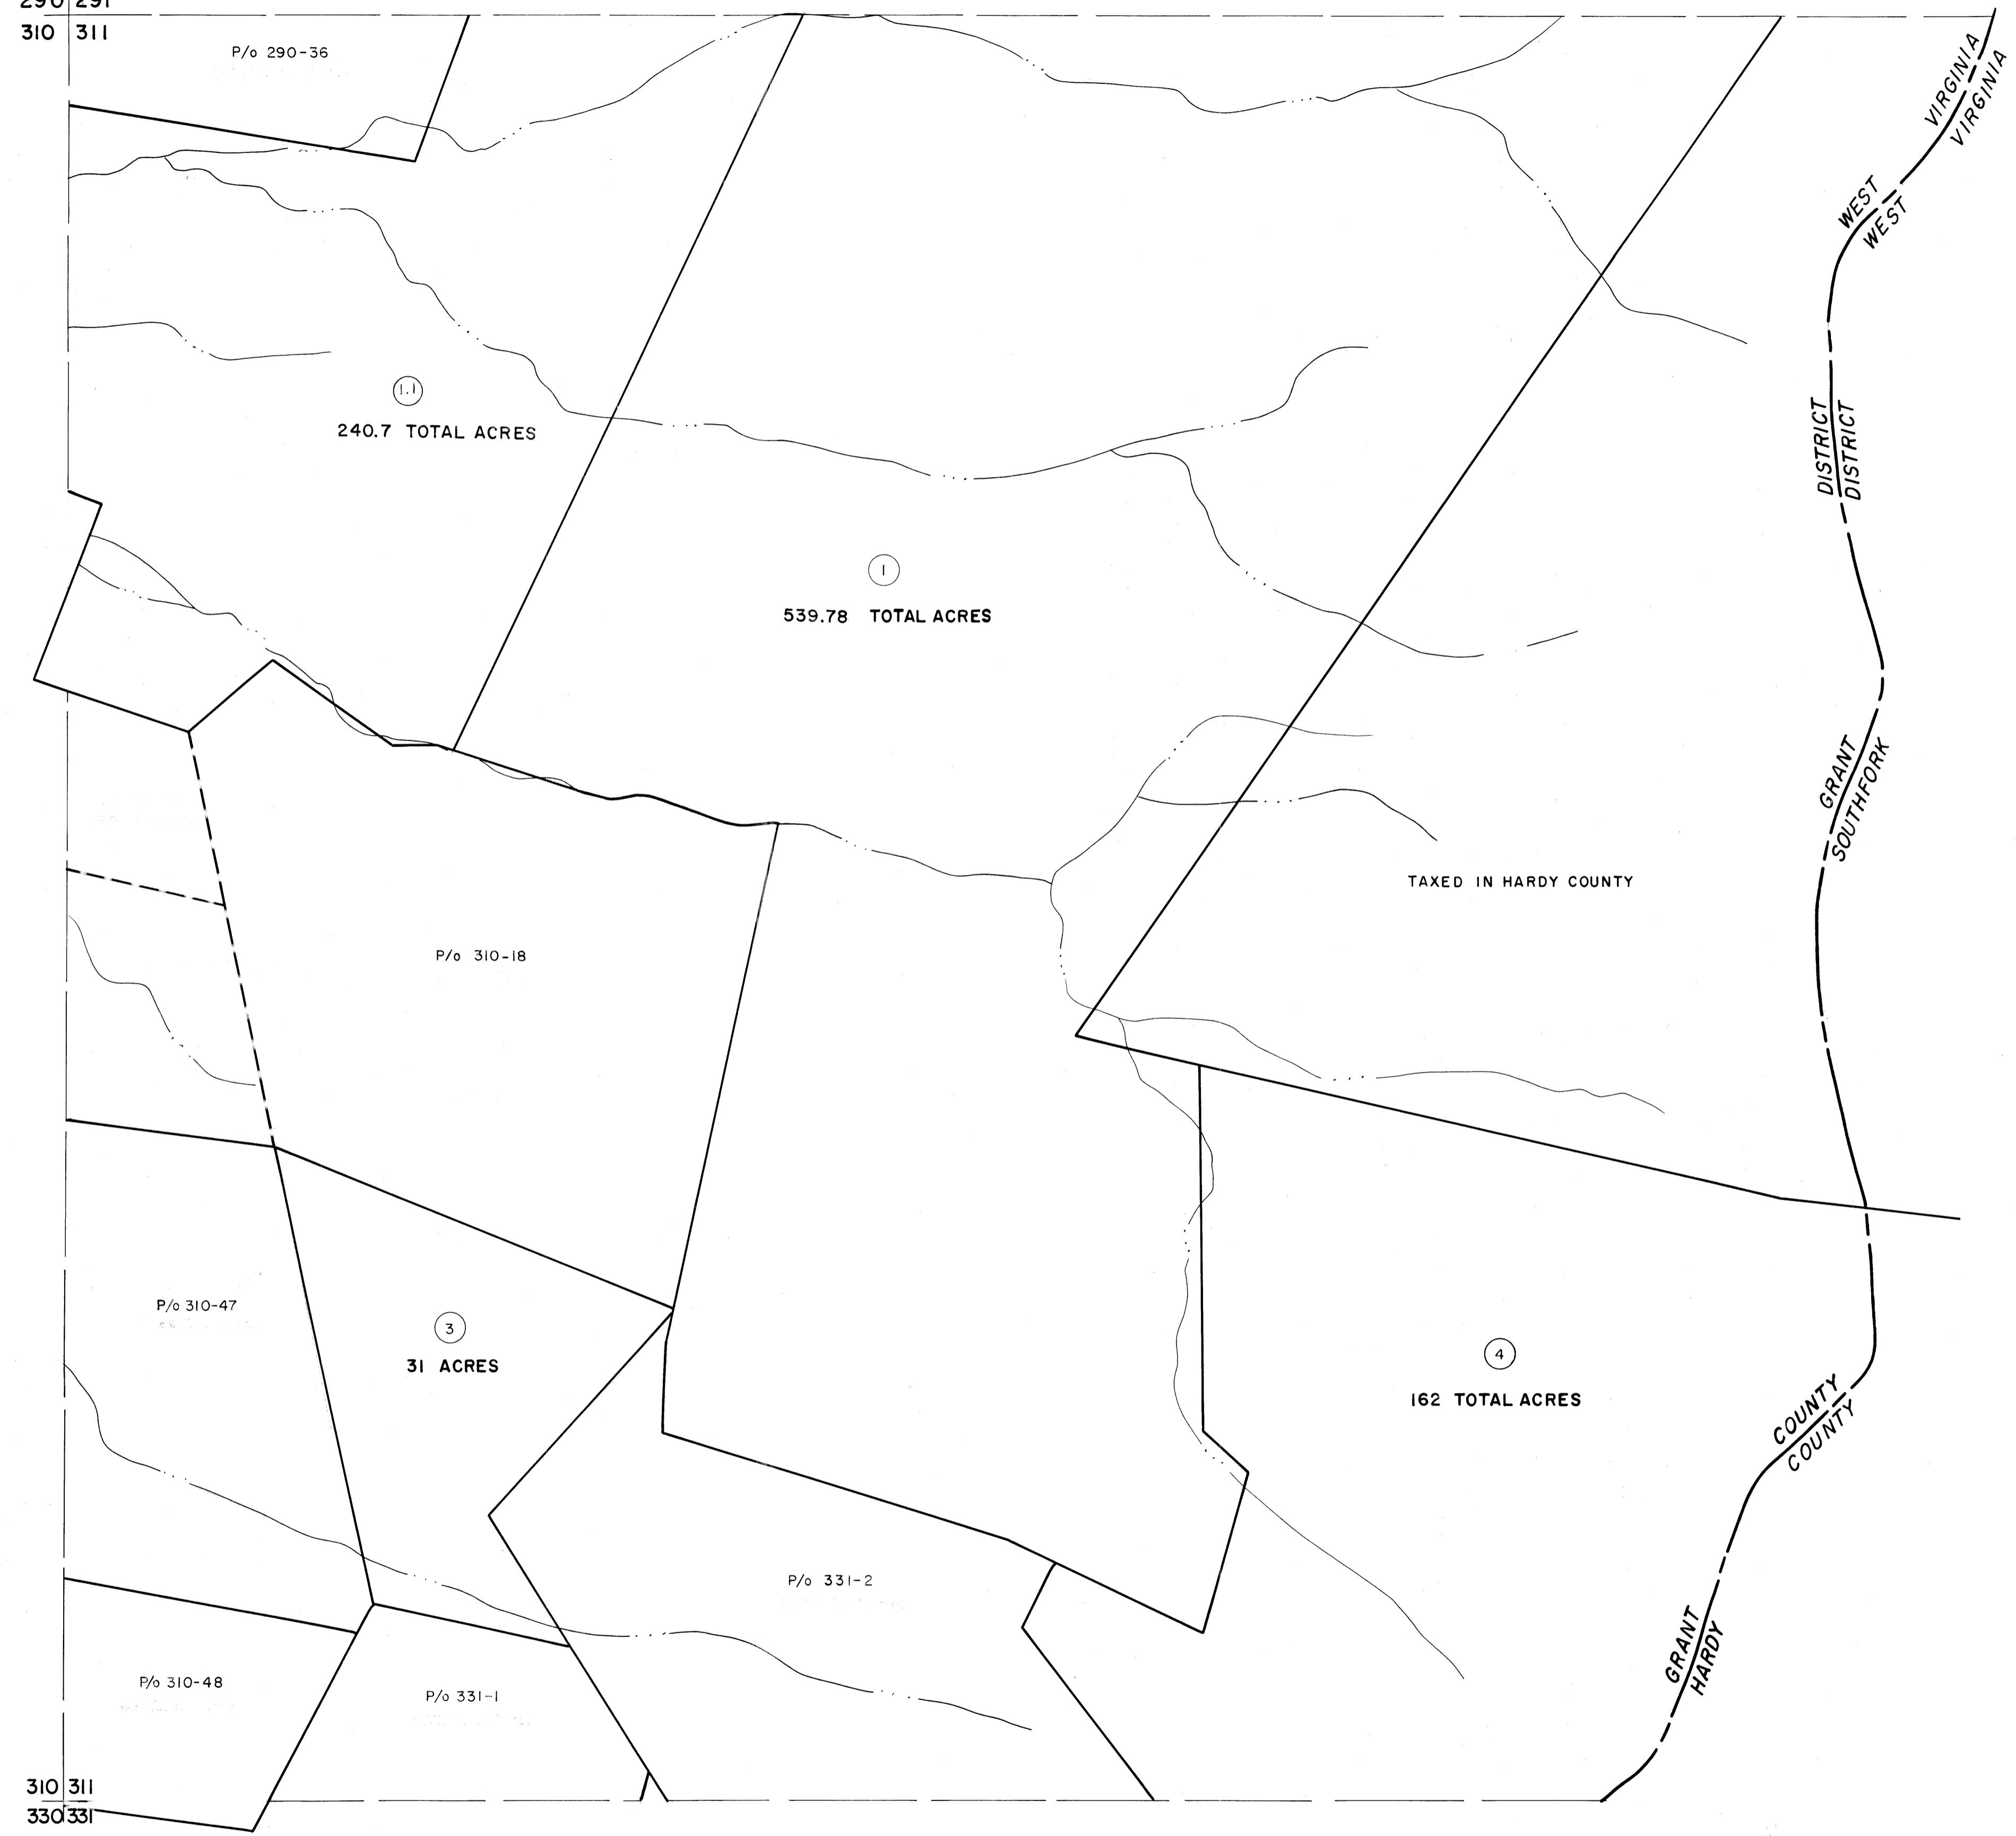 290 291
310 311
P/o 290-36
VIRGINIA
VIRGINIA
WEST
WEST
1.1
240.7 TOTAL ACRES
DISTRICT
DISTRICT
1
539.78 TOTAL ACRES
GRANT
SOUTHFORK
TAXED IN HARDY COUNTY
P/o 310-18
P/o 310-47
3
31 ACRES
4
162 TOTAL ACRES
COUNTY
COUNTY
P/o 331-2
GRANT
HARDY
P/o 310-48
P/o 331-1
310 311
330 331